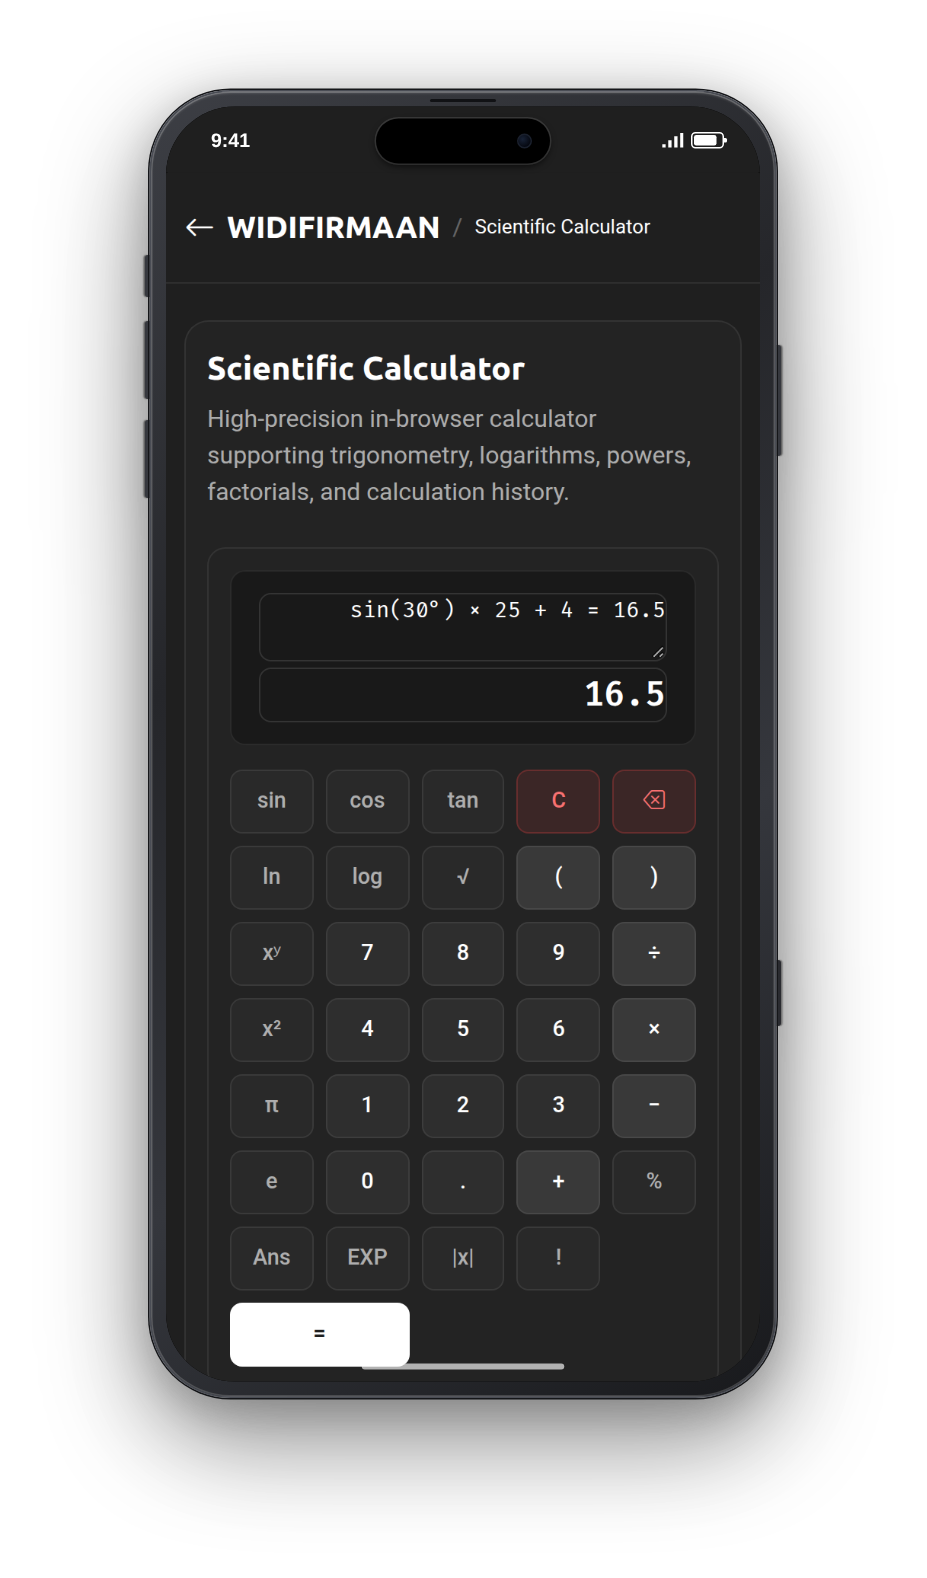 9:41
WIDIFIRMAAN / Scientific Calculator
Scientific Calculator
High-precision in-browser calculator
supporting trigonometry, logarithms, powers,
factorials, and calculation history.
sin(30°) × 25 + 4 = 16.5
16.5
sin cos tan C
ln log √ ( )
xʸ 7 8 9 ÷
x² 4 5 6 ×
π 1 2 3 −
e 0 . + %
Ans EXP |x| !
=